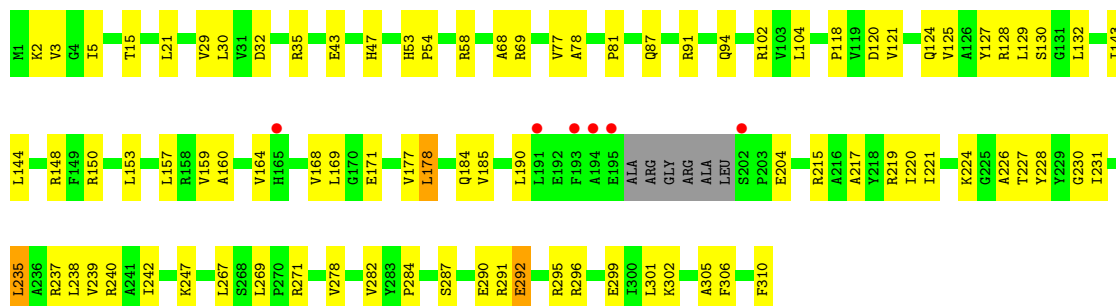 M1 K2 V3 G4 I5 T15 L21 V29 L30 V31 D32 R35 E43 H47 H53 P54 R58 A68 R69 V77 A78 P81 Q87 R91 Q94 R102 V103 L104 P118 V119 D120 V121 Q124 V125 A126 Y127 R128 L129 S130 G131 L132 I143
L144 R148 F149 R150 L153 L157 R158 V159 A160 V164 H165 V168 L169 G170 E171 V177 L178 Q184 V185 L190 L191 E192 F193 A194 E195 ALA ARG GLY ARG ALA LEU S202 P203 E204 R215 A216 A217 Y218 R219 I220 I221 K224 G225 A226 T227 Y228 Y229 G230 I231
L235 A236 R237 L238 V239 R240 A241 I242 K247 L267 S268 L269 P270 R271 V278 V282 Y283 P284 S287 E290 R291 E292 R295 R296 E299 I300 L301 K302 A305 F306 F310